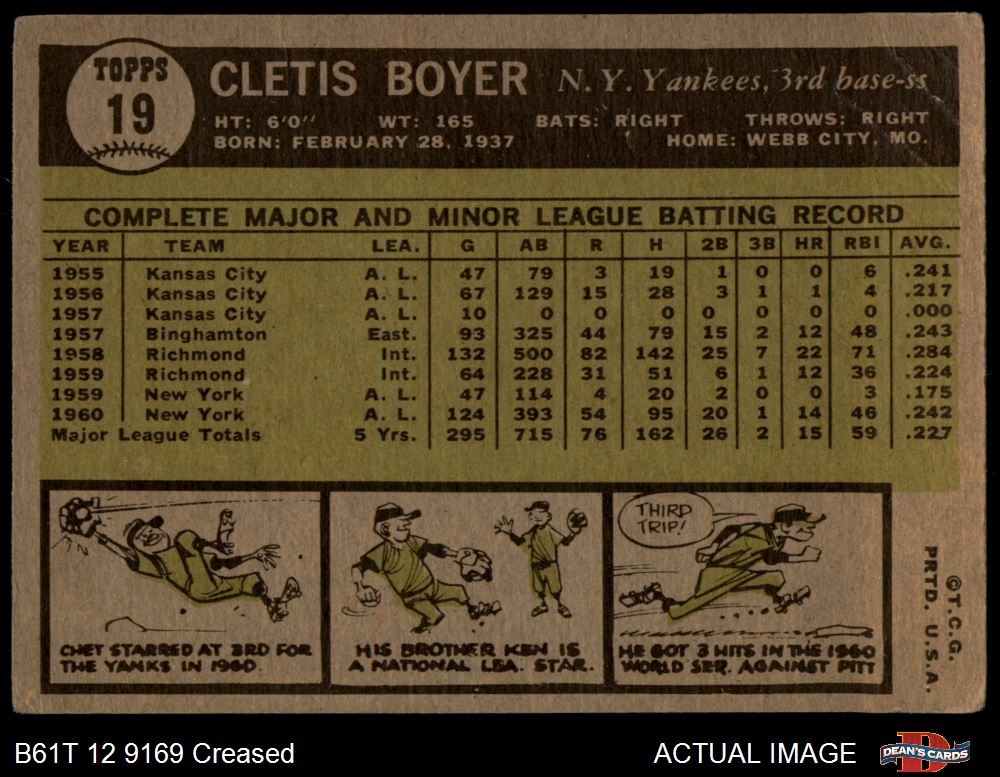 TOPPS
19
CLETIS BOYER N. Y. Yankees, 3rd base-ss
HT: 6'0" WT: 165 BATS: RIGHT THROWS: RIGHT
BORN: FEBRUARY 28, 1937 HOME: WEBB CITY, MO.
COMPLETE MAJOR AND MINOR LEAGUE BATTING RECORD
YEAR TEAM LEA. G AB R H 2B 3B HR RBI AVG.
1955 Kansas City A. L. 47 79 3 19 1 0 0 6 .241
1956 Kansas City A. L. 67 129 15 28 3 1 1 4 .217
1957 Kansas City A. L. 10 0 0 0 0 0 0 0 .000
1957 Binghamton East. 93 325 44 79 15 2 12 48 .243
1958 Richmond Int. 132 500 82 142 25 7 22 71 .284
1959 Richmond Int. 64 228 31 51 6 1 12 36 .224
1959 New York A. L. 47 114 4 20 2 0 0 3 .175
1960 New York A. L. 124 393 54 95 20 1 14 46 .242
Major League Totals 5 Yrs. 295 715 76 162 26 2 15 59 .227
CHET STARRED AT 3RD FOR
THE YANKS IN 1960.
HIS BROTHER KEN IS
A NATIONAL LEA. STAR.
THIRD
TRIP!
HE GOT 3 HITS IN THE 1960
WORLD SER. AGAINST PITT
©T.C.G.
PRTD. U.S.A.
B61T 12 9169 Creased
ACTUAL IMAGE
DEAN'S CARDS